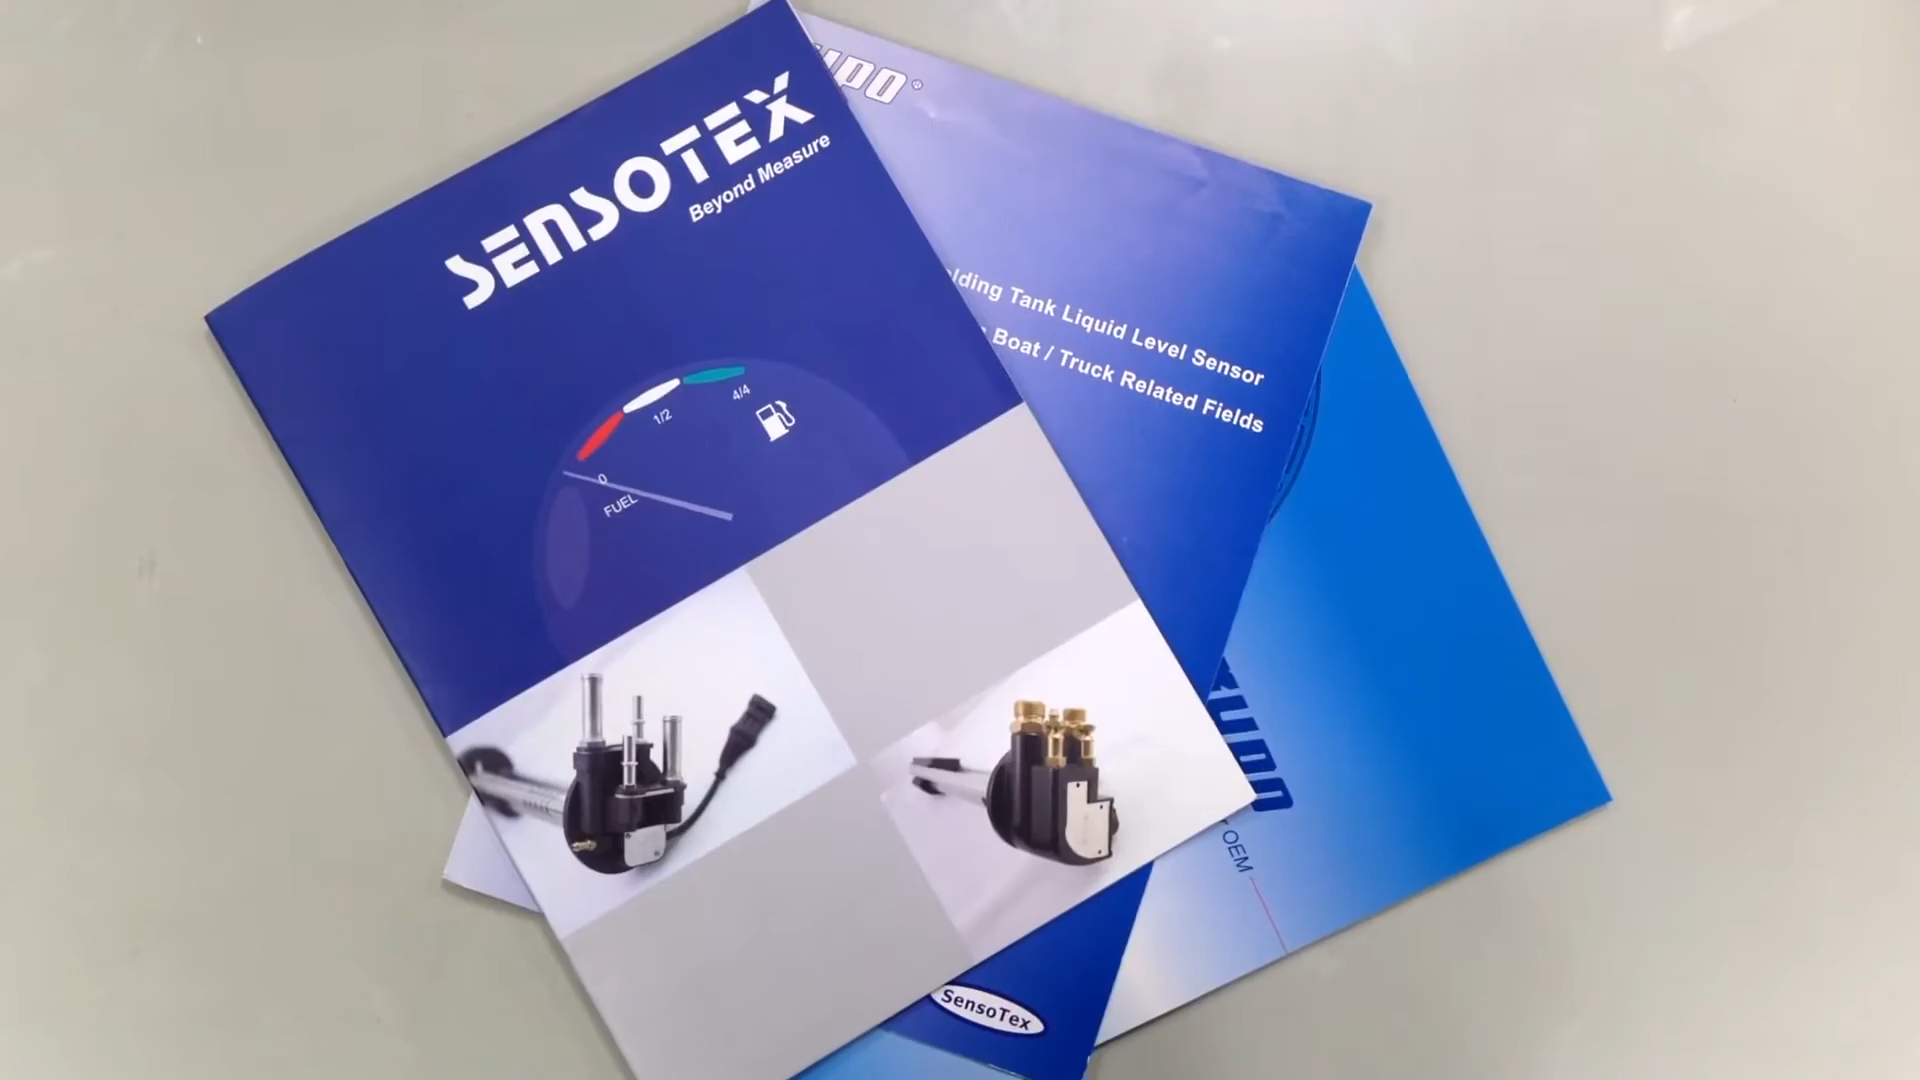 SENSOTEX
Beyond Measure
0
1/2
4/4
FUEL
Tank Liquid Level Sensor
Boat / Truck Related Fields
SensoTex
OEM